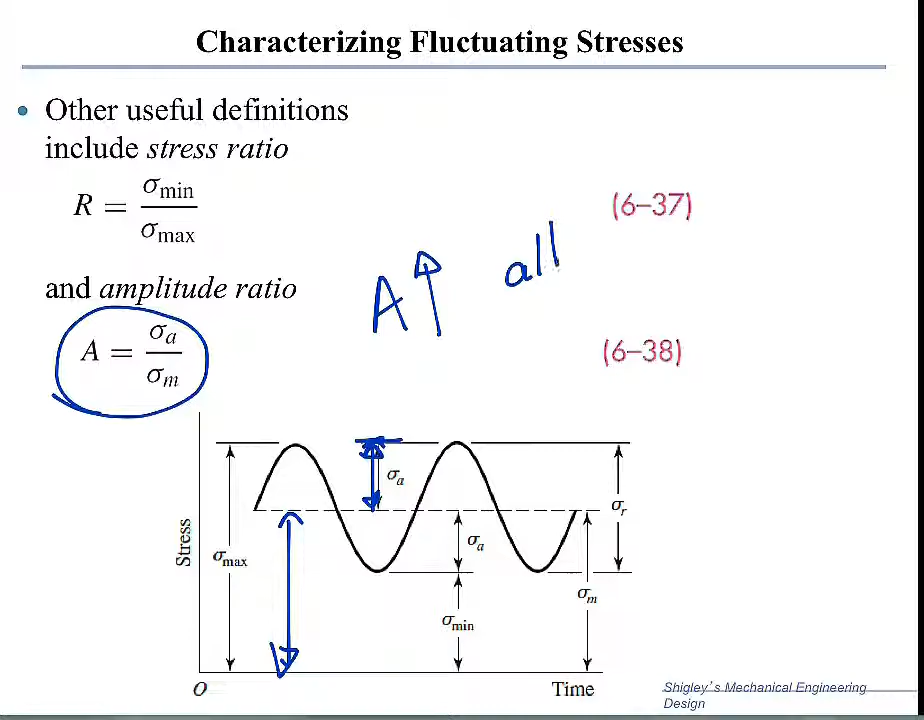 Characterizing Fluctuating Stresses
• Other useful definitions
include stress ratio
R = σmin / σmax
(6–37)
A↑ all
and amplitude ratio
A = σa / σm
(6–38)
σa
σr
Stress
σmax
σa
σm
σmin
O
Time
Shigley's Mechanical Engineering
Design